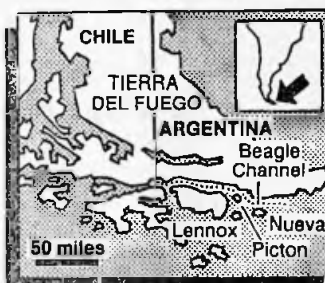 CHILE
TIERRA
DEL FUEGO
ARGENTINA
Beagle
Channel
Lennox
Nueva
Picton
50 miles